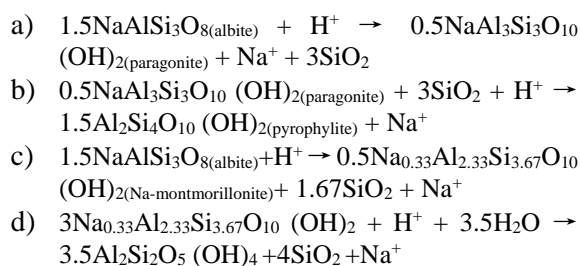 a) 1.5NaAlSi₃O₈(albite) + H⁺ → 0.5NaAl₃Si₃O₁₀
(OH)₂(paragonite) + Na⁺ + 3SiO₂
b) 0.5NaAl₃Si₃O₁₀ (OH)₂(paragonite) + 3SiO₂ + H⁺ →
1.5Al₂Si₄O₁₀ (OH)₂(pyrophylite) + Na⁺
c) 1.5NaAlSi₃O₈(albite)+H⁺→0.5Na₀.₃₃Al₂.₃₃Si₃.₆₇O₁₀
(OH)₂(Na-montmorillonite)+ 1.67SiO₂ + Na⁺
d) 3Na₀.₃₃Al₂.₃₃Si₃.₆₇O₁₀ (OH)₂ + H⁺ + 3.5H₂O →
3.5Al₂Si₂O₅ (OH)₄ +4SiO₂ +Na⁺